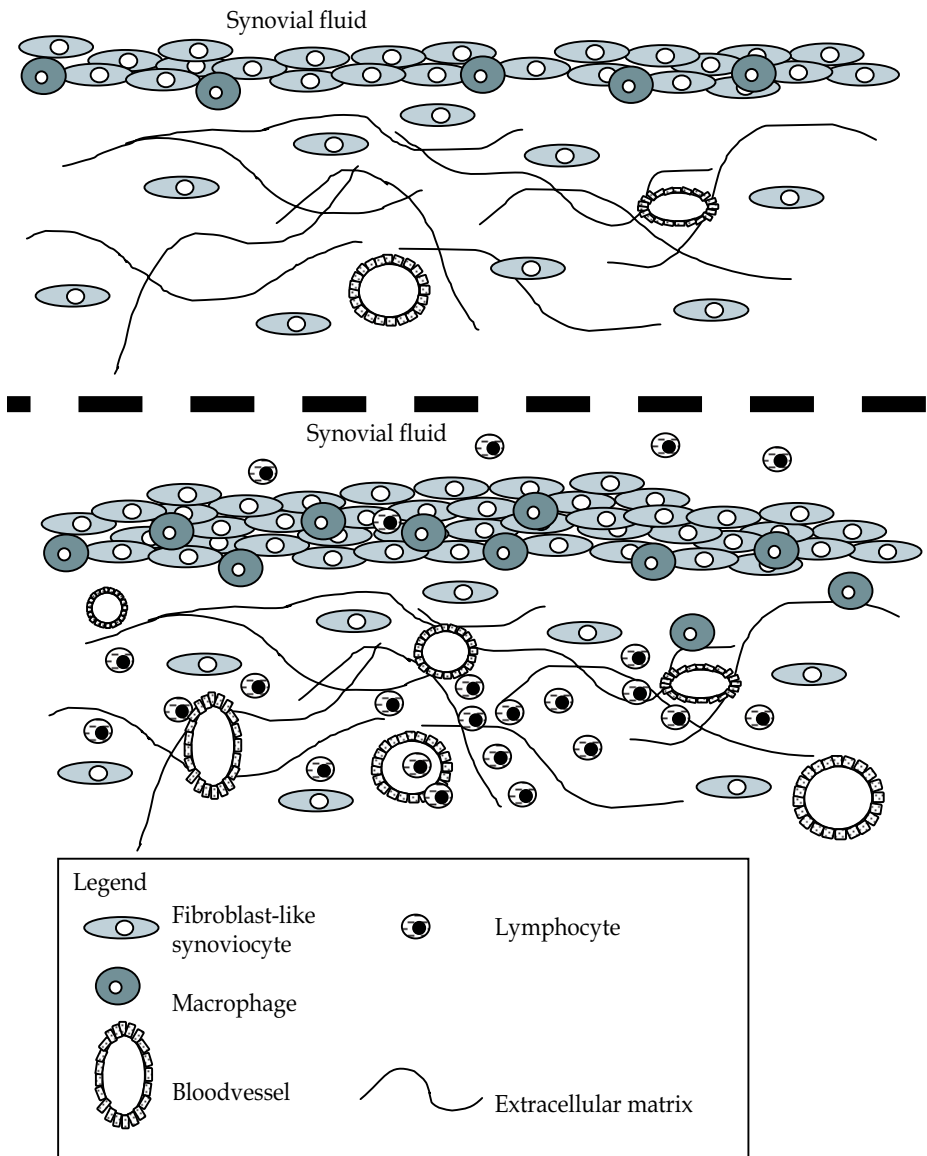 Synovial fluid
Synovial fluid
Legend
Fibroblast-like
synoviocyte
Lymphocyte
Macrophage
Bloodvessel
Extracellular matrix